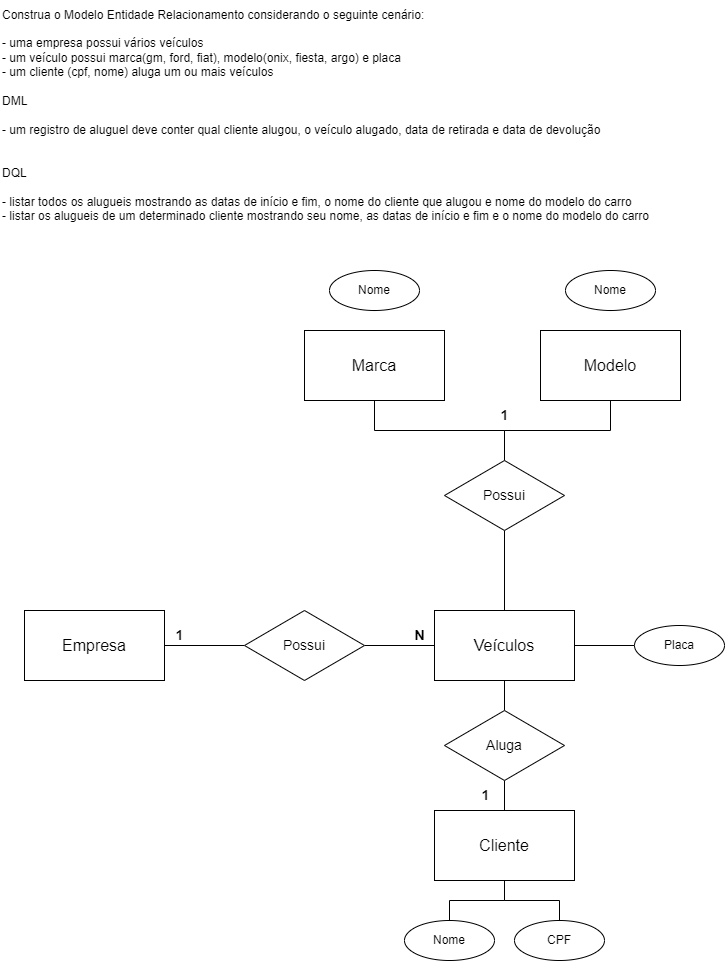 Construa o Modelo Entidade Relacionamento considerando o seguinte cenário:
- uma empresa possui vários veículos
- um veículo possui marca(gm, ford, fiat), modelo(onix, fiesta, argo) e placa
- um cliente (cpf, nome) aluga um ou mais veículos
DML
- um registro de aluguel deve conter qual cliente alugou, o veículo alugado, data de retirada e data de devolução
DQL
- listar todos os alugueis mostrando as datas de início e fim, o nome do cliente que alugou e nome do modelo do carro
- listar os alugueis de um determinado cliente mostrando seu nome, as datas de início e fim e o nome do modelo do carro
Nome
Nome
Marca
Modelo
1
Possui
Empresa
1
Possui
N
Veículos
Placa
Aluga
1
Cliente
Nome
CPF